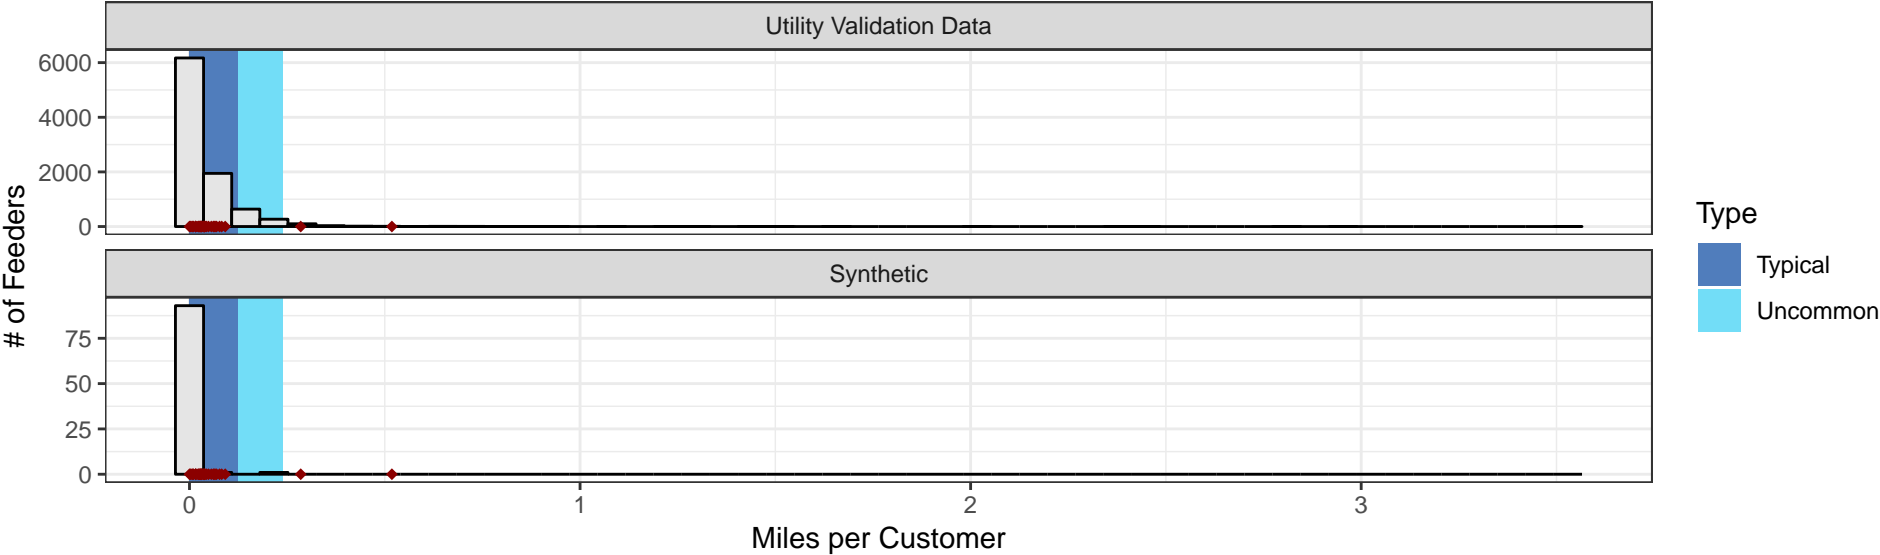 Utility Validation Data
6000
4000
2000
0
Synthetic
75
50
25
0
0 1 2 3
Miles per Customer
# of Feeders
Type
Typical
Uncommon